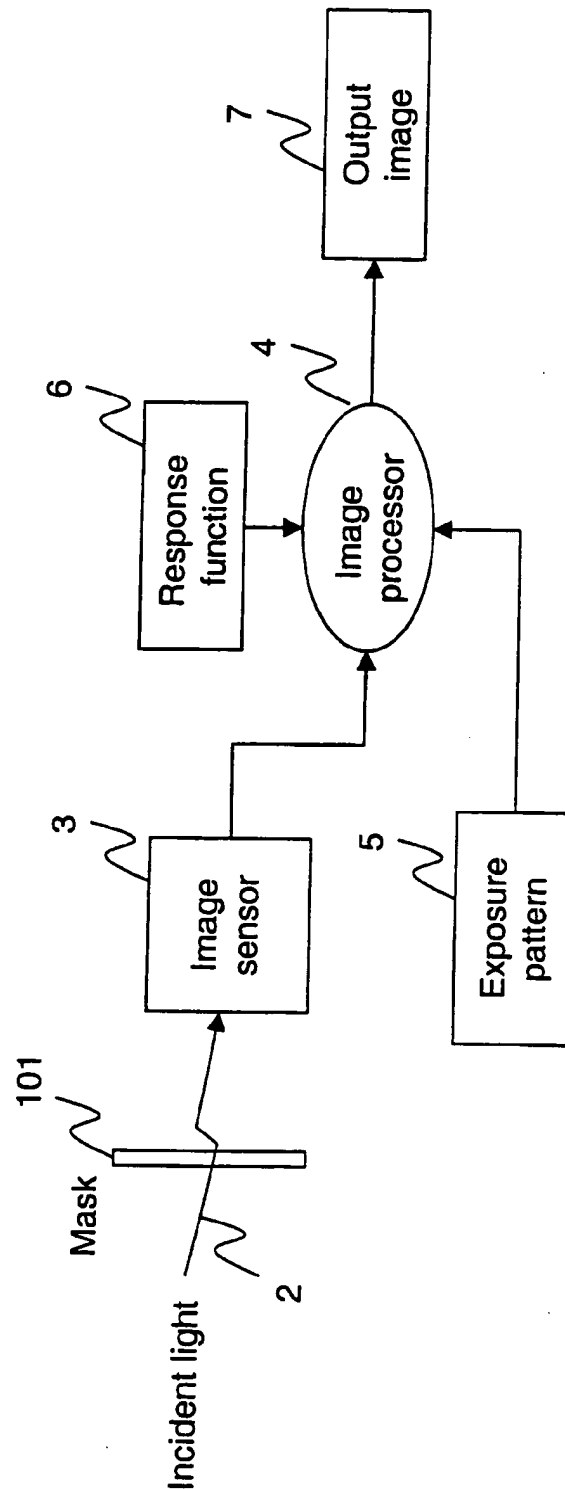 Incident light
2
Mask
101
Image
sensor
3
Exposure
pattern
5
Response
function
6
Image
processor
4
Output
image
7